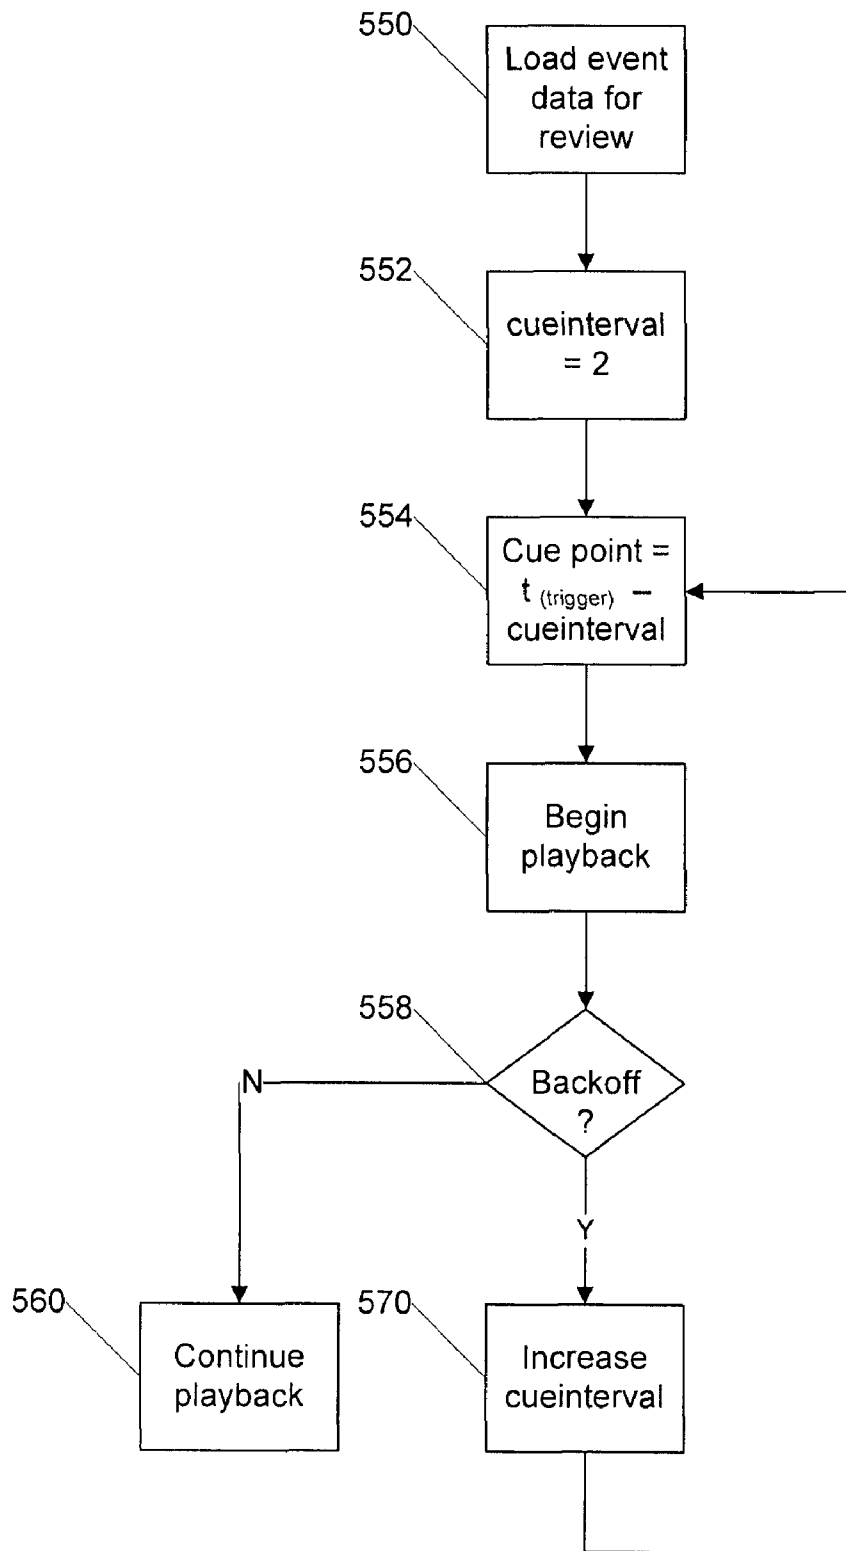 550
Load event
data for
review
552
cueinterval
= 2
554
Cue point =
t (trigger) –
cueinterval
556
Begin
playback
558
Backoff
?
N
Y
560
Continue
playback
570
Increase
cueinterval